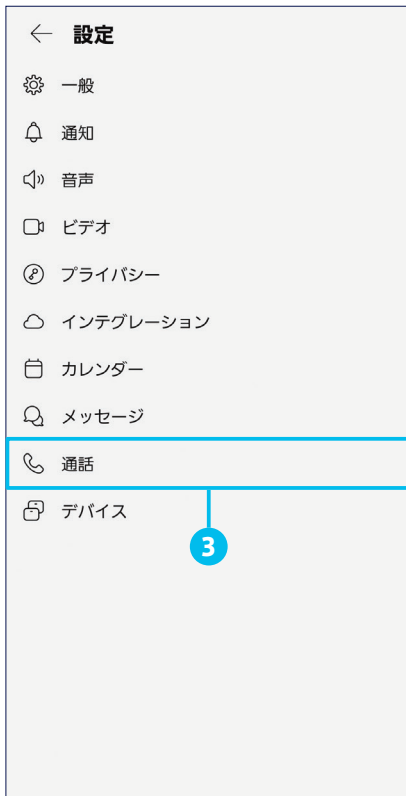 設定
一般
通知
音声
ビデオ
プライバシー
インテグレーション
カレンダー
メッセージ
通話
デバイス
3